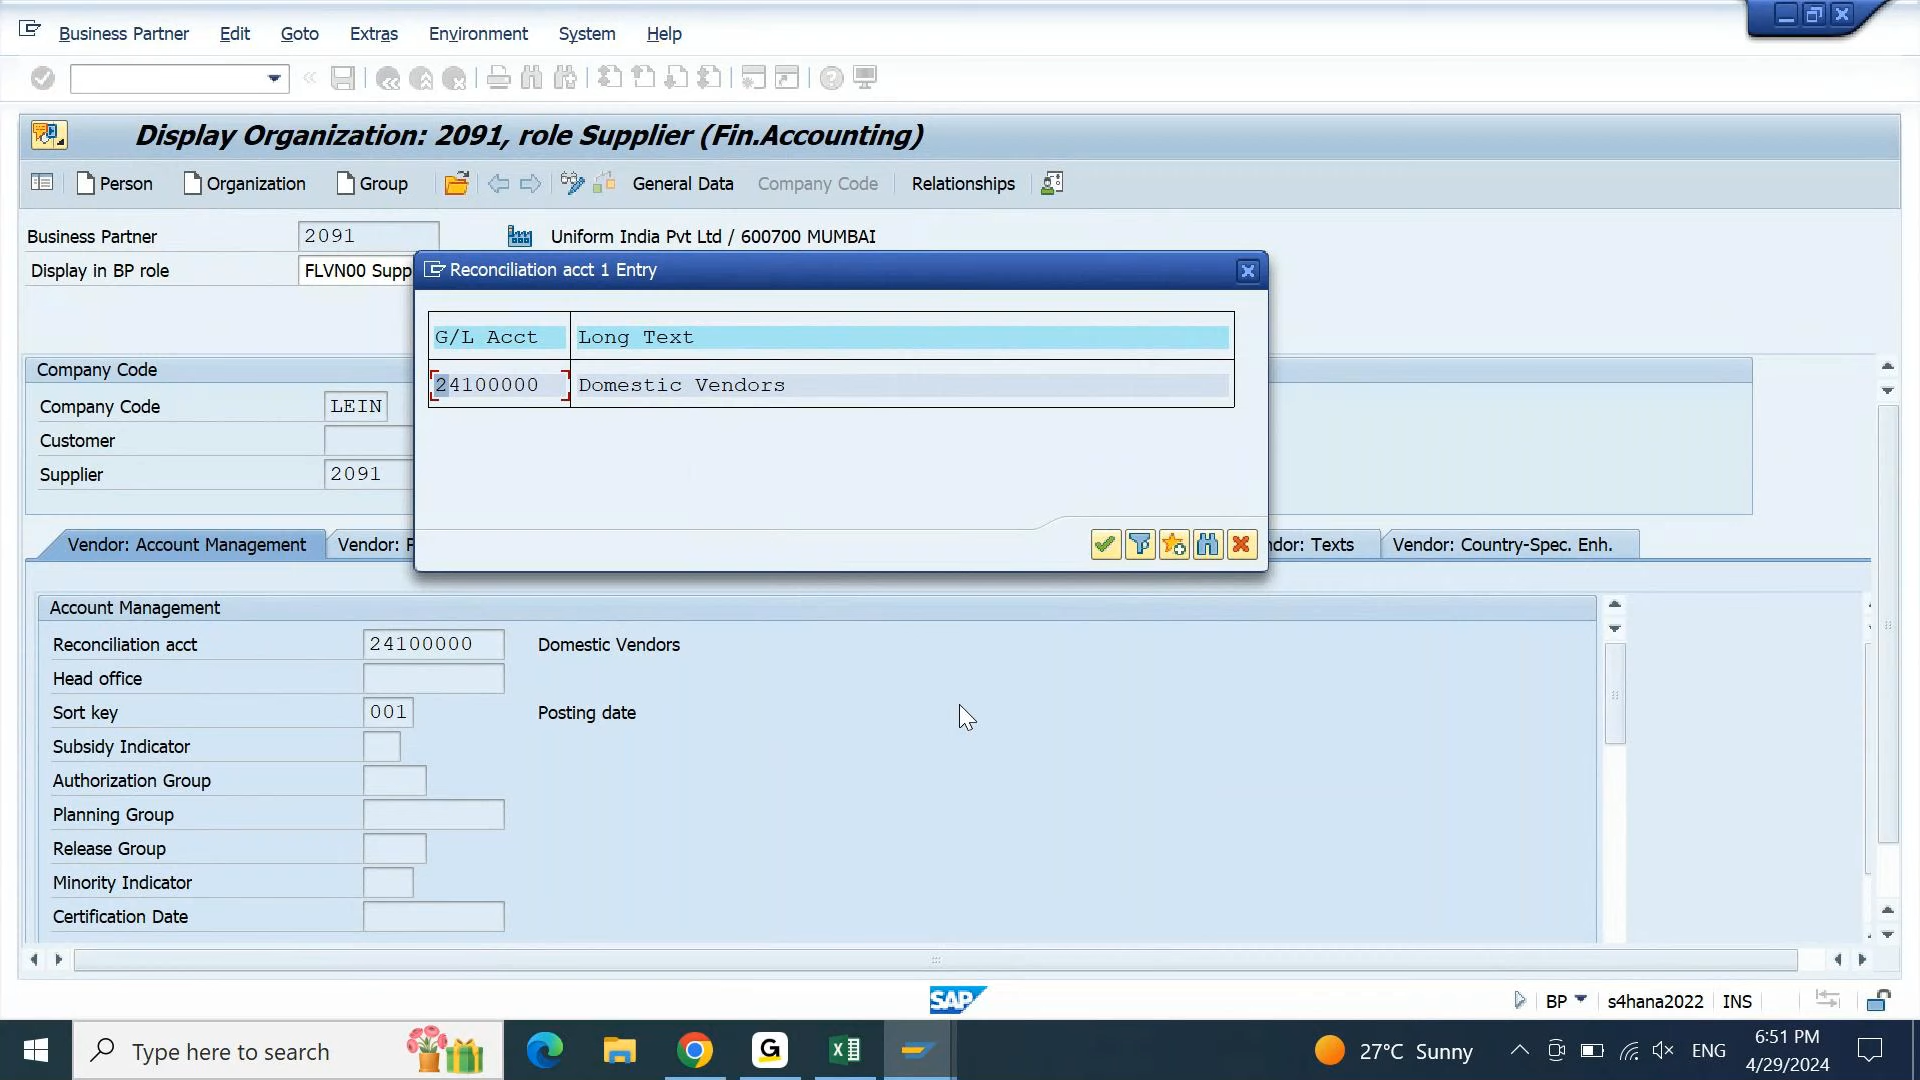 Business Partner Edit Goto Extras Environment System Help
Display Organization: 2091, role Supplier (Fin.Accounting)
Person Organization Group General Data Company Code Relationships
Business Partner 2091 Uniform India Pvt Ltd / 600700 MUMBAI
Display in BP role FLVN00 Supp
Reconciliation acct 1 Entry
G/L Acct Long Text
24100000 Domestic Vendors
Company Code
Company Code LEIN
Customer
Supplier 2091
Vendor: Account Management Vendor: P ndor: Texts Vendor: Country-Spec. Enh.
Account Management
Reconciliation acct 24100000 Domestic Vendors
Head office
Sort key 001 Posting date
Subsidy Indicator
Authorization Group
Planning Group
Release Group
Minority Indicator
Certification Date
SAP BP s4hana2022 INS
Type here to search 27°C Sunny ENG 6:51 PM
4/29/2024